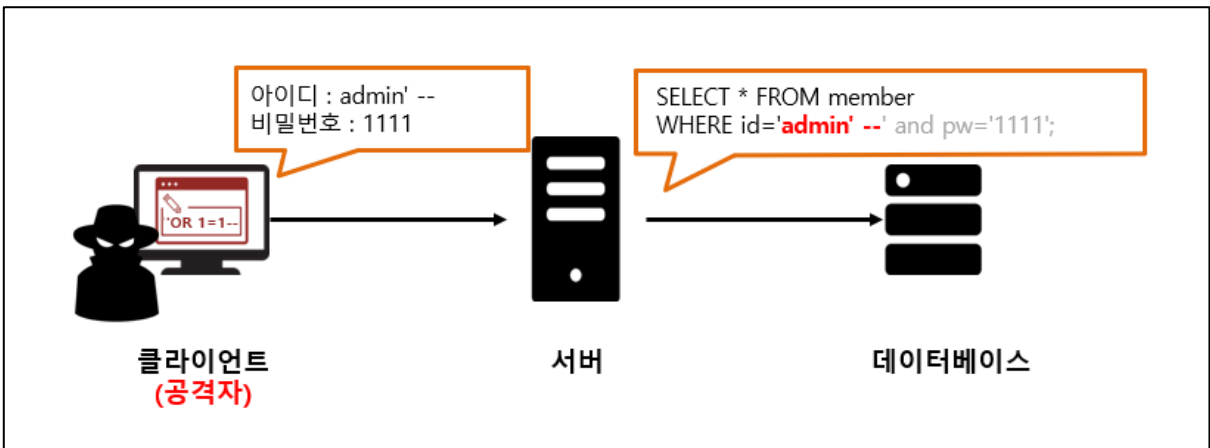 아이디 : admin' --
비밀번호 : 1111
SELECT * FROM member
WHERE id='admin' --' and pw='1111';
'OR 1=1--
클라이언트
(공격자)
서버
데이터베이스